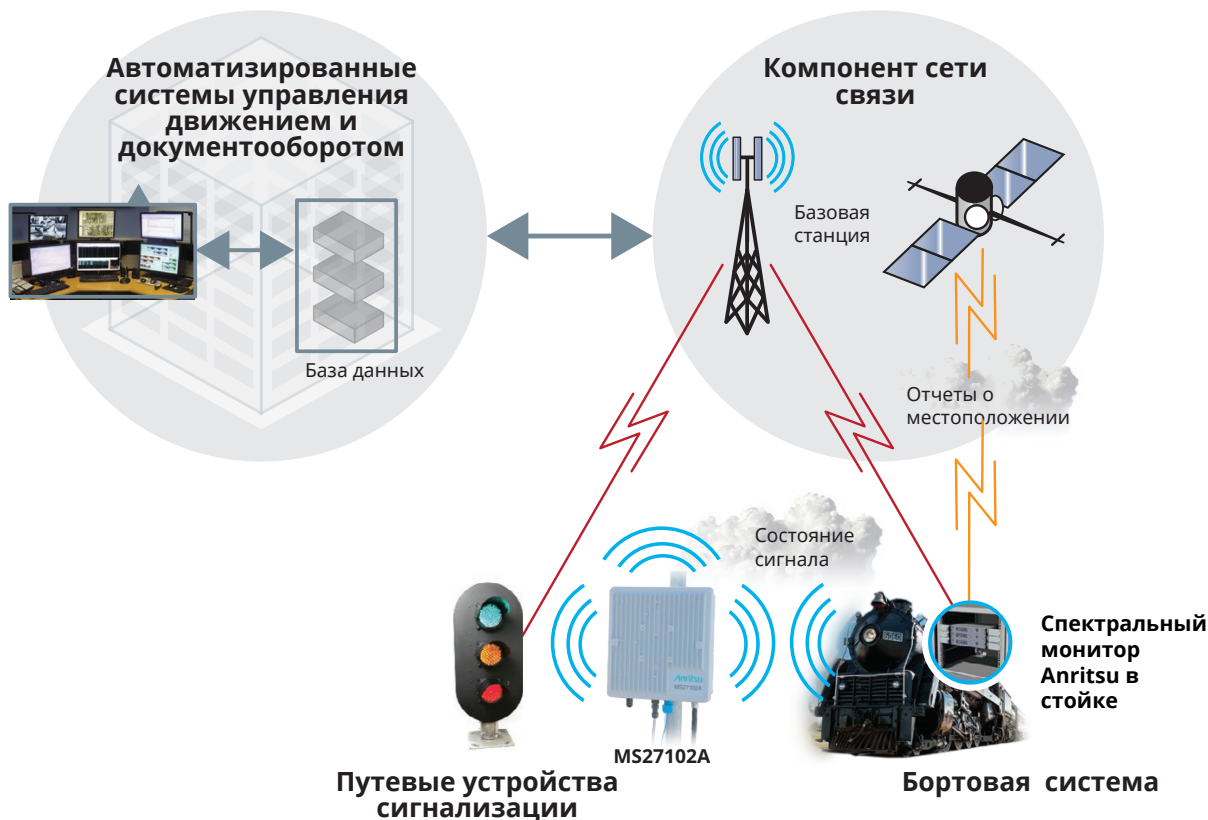 Автоматизированные
системы управления
движением и
документооборотом
База данных
Компонент сети
связи
Базовая
станция
Отчеты о
местоположении
Состояние
сигнала
6060
Anritsu
MS27102A
MS27102A
Спектральный
монитор
Anritsu в
стойке
Путевые устройства
сигнализации
Бортовая система